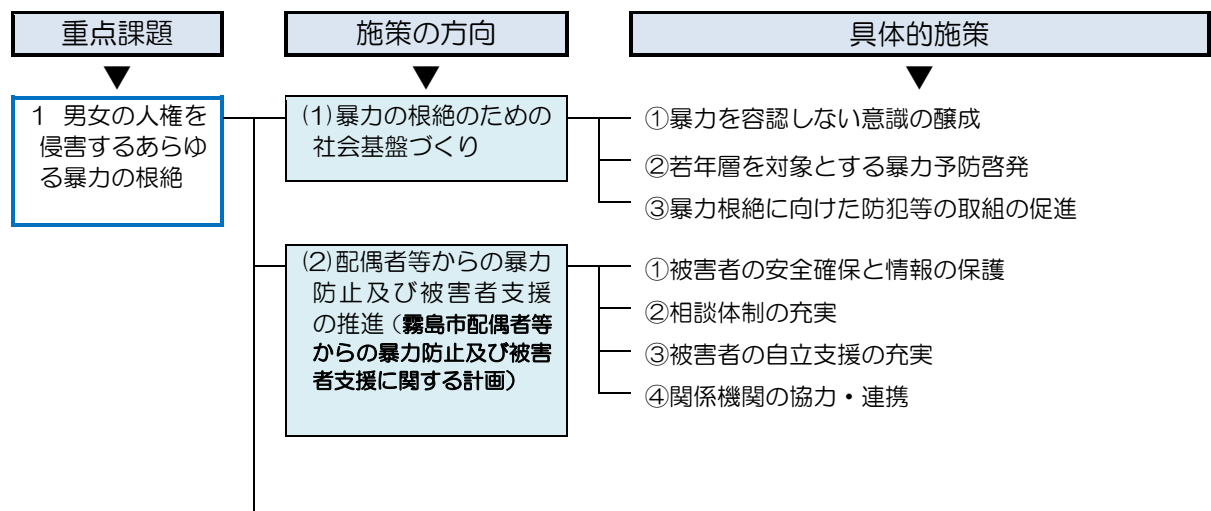 重点課題
施策の方向
具体的施策
▼
▼
▼
1 男女の人権を
侵害するあらゆ
る暴力の根絶
(1)暴力の根絶のための
社会基盤づくり
①暴力を容認しない意識の醸成
②若年層を対象とする暴力予防啓発
③暴力根絶に向けた防犯等の取組の促進
(2)配偶者等からの暴力
防止及び被害者支援
の推進（霧島市配偶者等
からの暴力防止及び被害
者支援に関する計画）
①被害者の安全確保と情報の保護
②相談体制の充実
③被害者の自立支援の充実
④関係機関の協力・連携